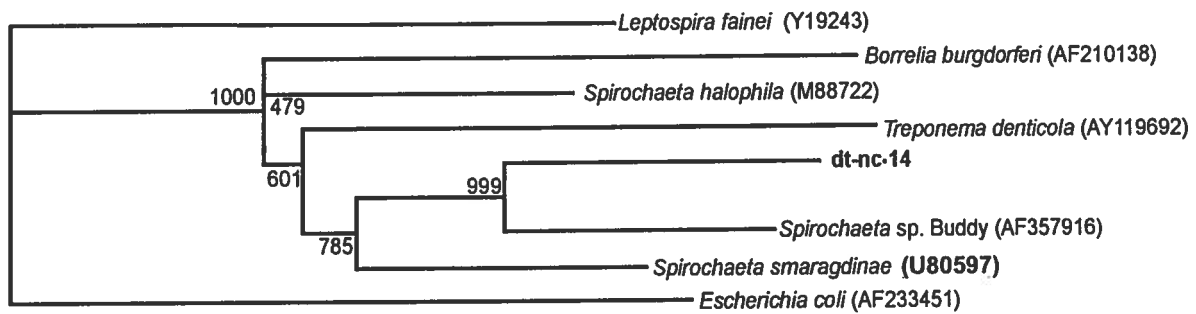 Leptospira fainei (Y19243)
Borrelia burgdorferi (AF210138)
1000
479
Spirochaeta halophila (M88722)
Treponema denticola (AY119692)
dt-nc-14
601
999
Spirochaeta sp. Buddy (AF357916)
785
Spirochaeta smaragdinae (U80597)
Escherichia coli (AF233451)